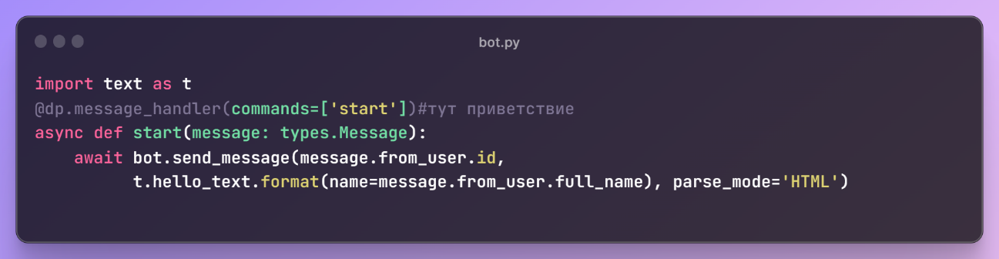 bot.py
import text as t
@dp.message_handler(commands=['start'])#тут приветствие
async def start(message: types.Message):
    await bot.send_message(message.from_user.id,
          t.hello_text.format(name=message.from_user.full_name), parse_mode='HTML')